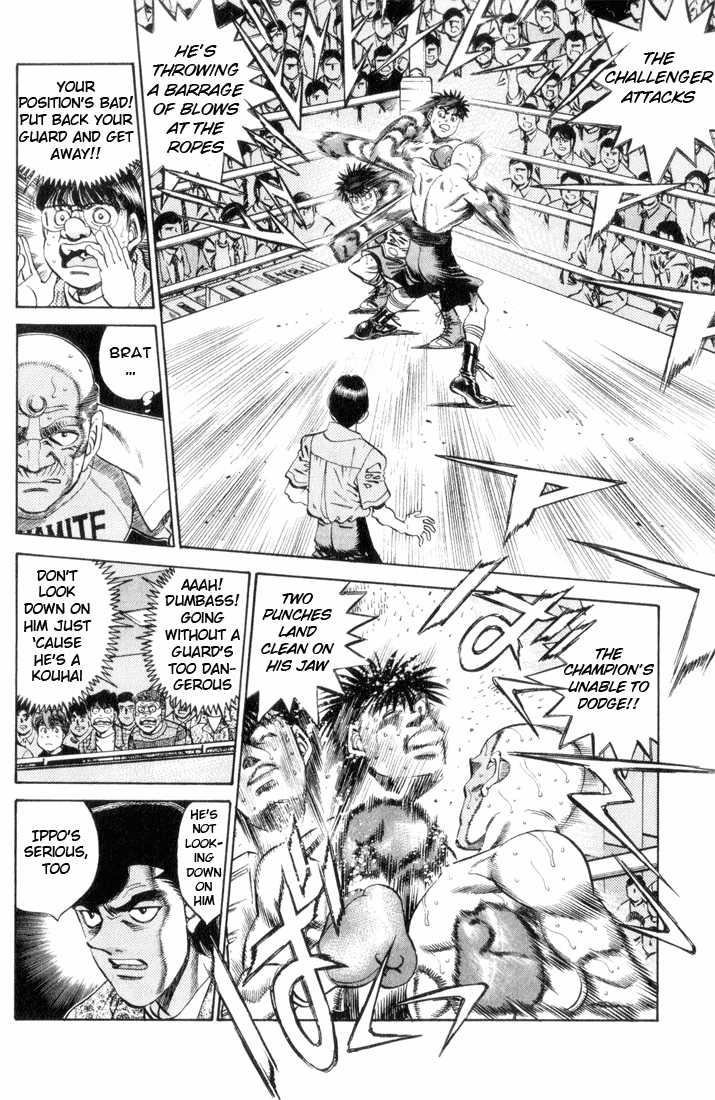 THE
CHALLENGER
ATTACKS
HE'S
THROWING
A BARRAGE
OF BLOWS
AT THE
ROPES
YOUR
POSITION'S BAD!
PUT BACK YOUR
GUARD AND GET
AWAY!!
BRAT
...
AMITE
THE
CHAMPION'S
UNABLE TO
DODGE!!
TWO
PUNCHES
LAND
CLEAN ON
HIS JAW
AAAH!
DUMBASS!
GOING
WITHOUT A
GUARD'S
TOO DAN-
GEROUS
DON'T
LOOK
DOWN ON
HIM JUST
'CAUSE
HE'S A
KOUHAI
HE'S
NOT
LOOK-
ING
DOWN
ON
HIM
IPPO'S
SERIOUS,
TOO